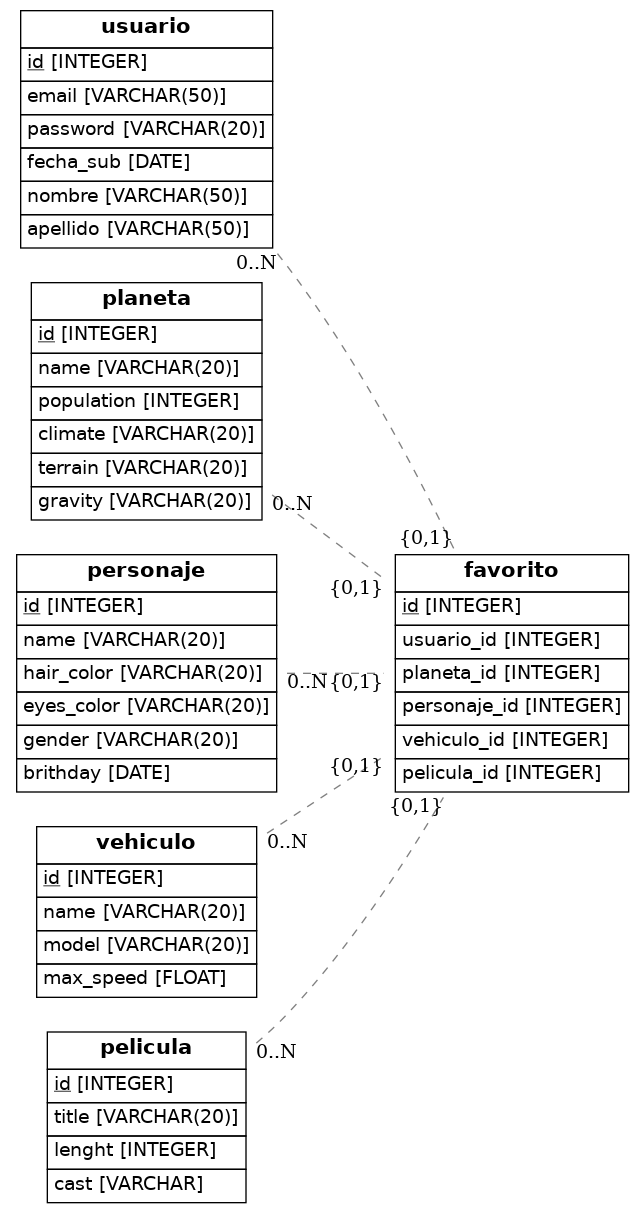 usuario
id [INTEGER]
email [VARCHAR(50)]
password [VARCHAR(20)]
fecha_sub [DATE]
nombre [VARCHAR(50)]
apellido [VARCHAR(50)]
0..N
{0,1}
planeta
id [INTEGER]
name [VARCHAR(20)]
population [INTEGER]
climate [VARCHAR(20)]
terrain [VARCHAR(20)]
gravity [VARCHAR(20)]
0..N
{0,1}
personaje
id [INTEGER]
name [VARCHAR(20)]
hair_color [VARCHAR(20)]
eyes_color [VARCHAR(20)]
gender [VARCHAR(20)]
brithday [DATE]
0..N
{0,1}
favorito
id [INTEGER]
usuario_id [INTEGER]
planeta_id [INTEGER]
personaje_id [INTEGER]
vehiculo_id [INTEGER]
pelicula_id [INTEGER]
{0,1}
0..N
vehiculo
id [INTEGER]
name [VARCHAR(20)]
model [VARCHAR(20)]
max_speed [FLOAT]
{0,1}
0..N
pelicula
id [INTEGER]
title [VARCHAR(20)]
lenght [INTEGER]
cast [VARCHAR]